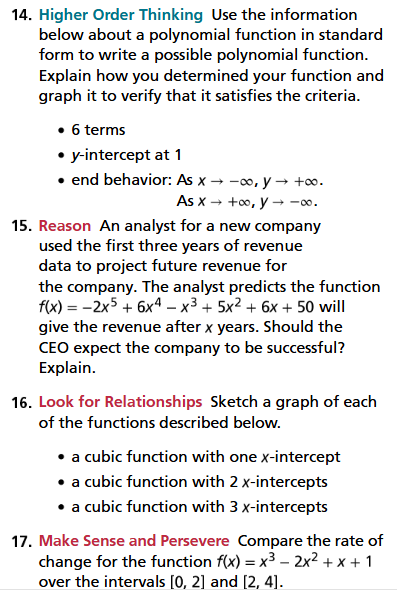 14. Higher Order Thinking Use the information
below about a polynomial function in standard
form to write a possible polynomial function.
Explain how you determined your function and
graph it to verify that it satisfies the criteria.
• 6 terms
• y-intercept at 1
• end behavior: As x → −∞, y → +∞.
As x → +∞, y → −∞.
15. Reason An analyst for a new company
used the first three years of revenue
data to project future revenue for
the company. The analyst predicts the function
f(x) = −2x⁵ + 6x⁴ − x³ + 5x² + 6x + 50 will
give the revenue after x years. Should the
CEO expect the company to be successful?
Explain.
16. Look for Relationships Sketch a graph of each
of the functions described below.
• a cubic function with one x-intercept
• a cubic function with 2 x-intercepts
• a cubic function with 3 x-intercepts
17. Make Sense and Persevere Compare the rate of
change for the function f(x) = x³ − 2x² + x + 1
over the intervals [0, 2] and [2, 4].